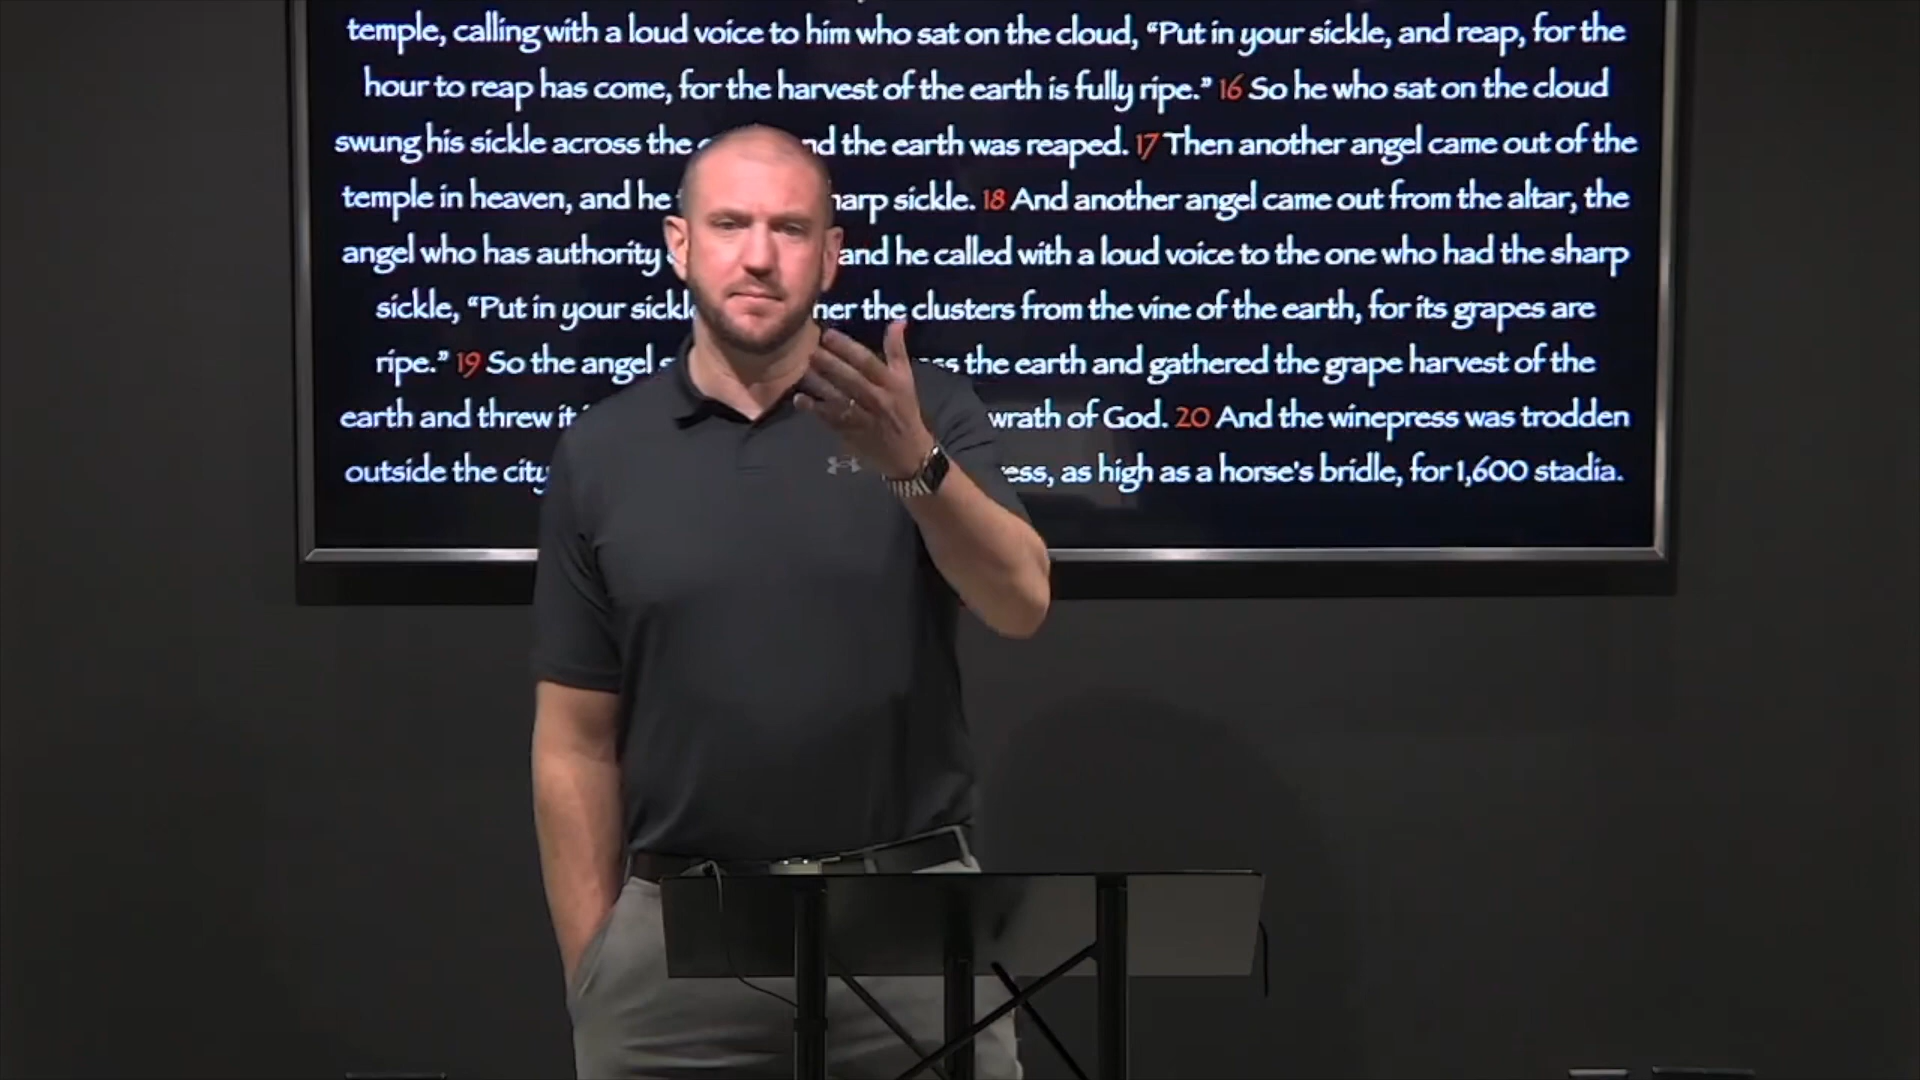 temple, calling with a loud voice to him who sat on the cloud, “Put in your sickle, and reap, for the
hour to reap has come, for the harvest of the earth is fully ripe.” 16 So he who sat on the cloud
swung his sickle across the and the earth was reaped. 17 Then another angel came out of the
temple in heaven, and he sharp sickle. 18 And another angel came out from the altar, the
angel who has authority and he called with a loud voice to the one who had the sharp
sickle, “Put in your sickle the clusters from the vine of the earth, for its grapes are
ripe.” 19 So the angel the earth and gathered the grape harvest of the
earth and threw it wrath of God. 20 And the winepress was trodden
outside the city as high as a horse's bridle, for 1,600 stadia.